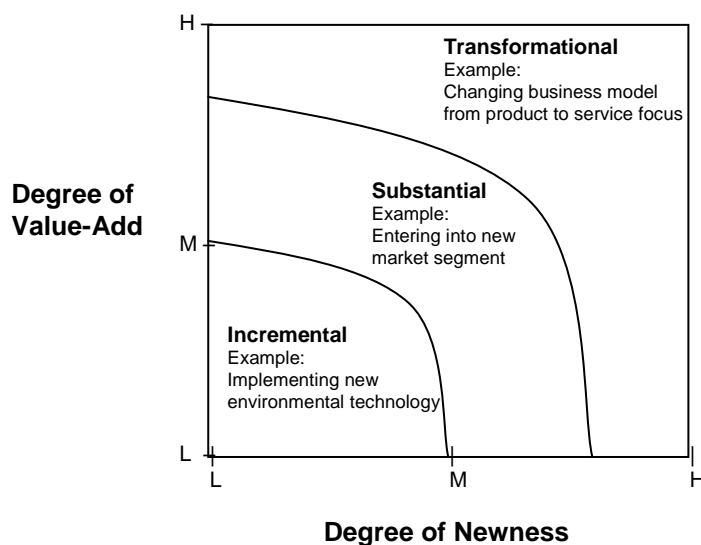 H
Transformational
Example:
Changing business model
from product to service focus
Degree of
Value-Add
Substantial
Example:
Entering into new
market segment
M
Incremental
Example:
Implementing new
environmental technology
L
L
M
H
Degree of Newness